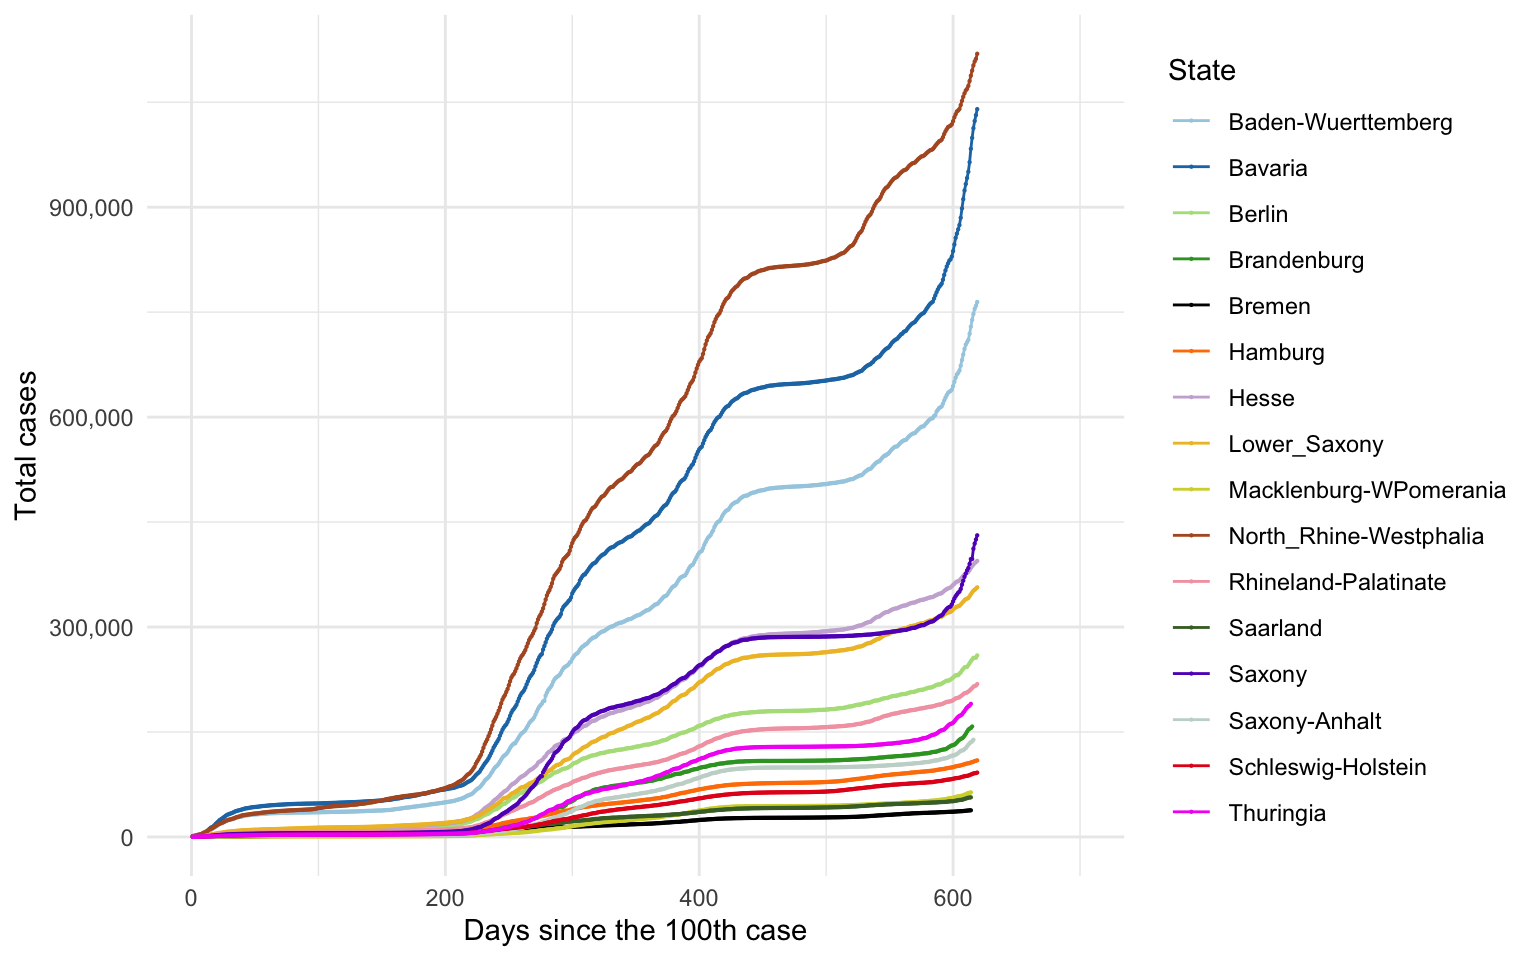 Total cases
900,000
600,000
300,000
0
0 200 400 600
Days since the 100th case
State
Baden-Wuerttemberg
Bavaria
Berlin
Brandenburg
Bremen
Hamburg
Hesse
Lower_Saxony
Macklenburg-WPomerania
North_Rhine-Westphalia
Rhineland-Palatinate
Saarland
Saxony
Saxony-Anhalt
Schleswig-Holstein
Thuringia